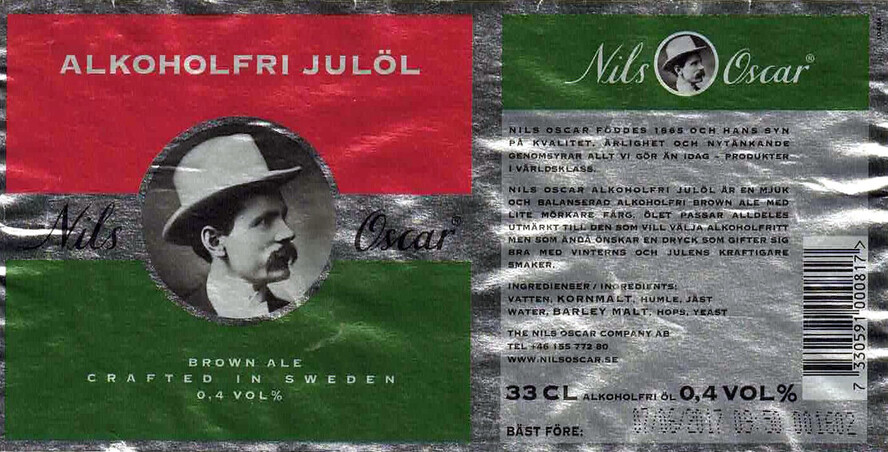 ALKOHOLFRI JULÖL
Nils Oscar®
BROWN ALE
CRAFTED IN SWEDEN
0,4 VOL%
Nils Oscar®
NILS OSCAR FÖDDES 1865 OCH HANS SYN
PÅ KVALITET, ÄRLIGHET OCH NYTÄNKANDE
GENOMSYRAR ALLT VI GÖR ÄN IDAG - PRODUKTER
I VÄRLDSKLASS.
NILS OSCAR ALKOHOLFRI JULÖL ÄR EN MJUK
OCH BALANSERAD ALKOHOLFRI BROWN ALE MED
LITE MÖRKARE FÄRG. ÖLET PASSAR ALLDELES
UTMÄRKT TILL DEN SOM VILL VÄLJA ALKOHOLFRITT
MEN SOM ÄNDÅ ÖNSKAR EN DRYCK SOM GIFTER SIG
BRA MED VINTERNS OCH JULENS KRAFTIGARE
SMAKER.
INGREDIENSER / INGREDIENTS:
VATTEN, KORNMALT, HUMLE, JÄST
WATER, BARLEY MALT, HOPS, YEAST
THE NILS OSCAR COMPANY AB
TEL +46 155 772 80
WWW.NILSOSCAR.SE
33 CL ALKOHOLFRI ÖL 0,4 VOL%
BÄST FÖRE: 07/06/2017 09:50 001602
7 330591 000817 >